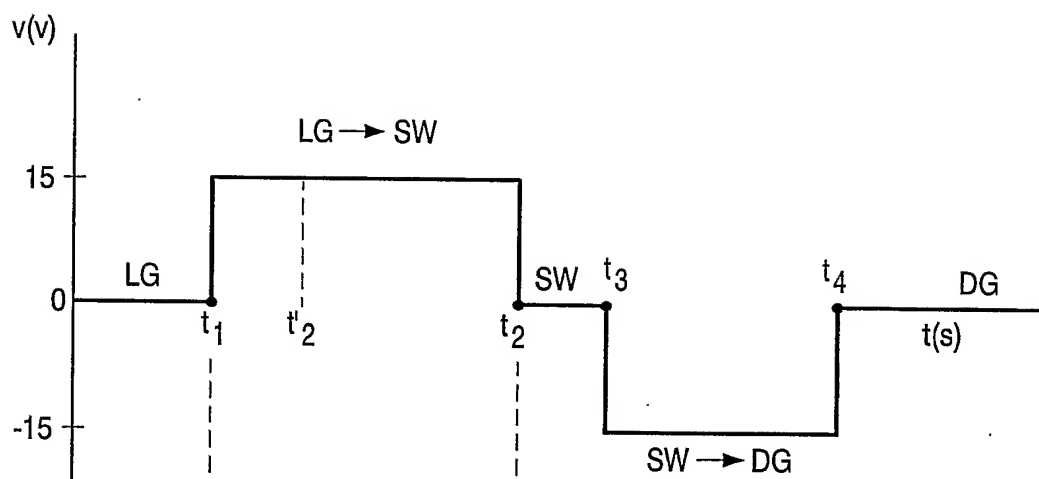 v(v)
LG → SW
15
LG
SW
t3
t4
DG
0
t1
t'2
t2
t(s)
-15
SW → DG